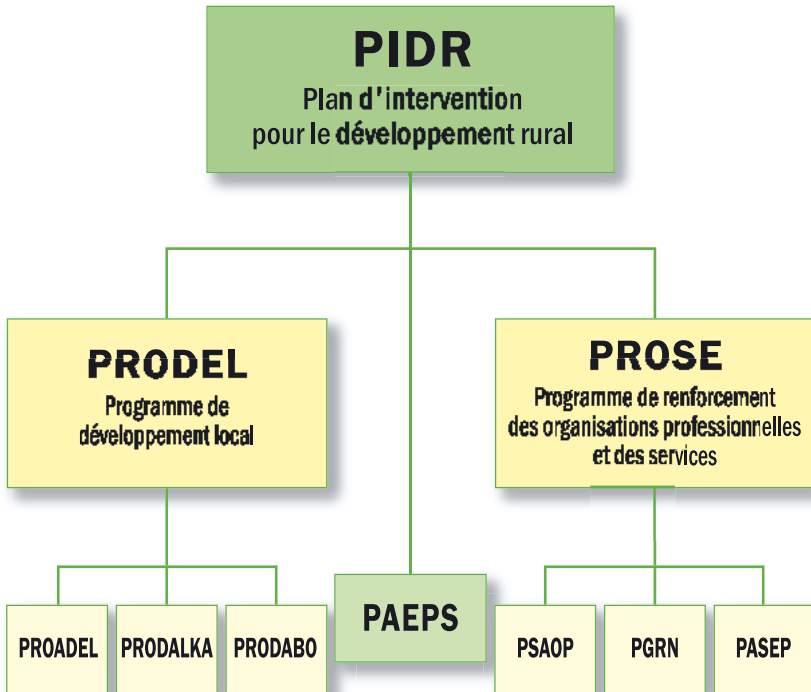 PIDR
Plan d'intervention
pour le développement rural
PRODEL
Programme de
développement local
PROSE
Programme de renforcement
des organisations professionnelles
et des services
PAEPS
PROADEL
PRODALKA
PRODABO
PSAOP
PGRN
PASEP